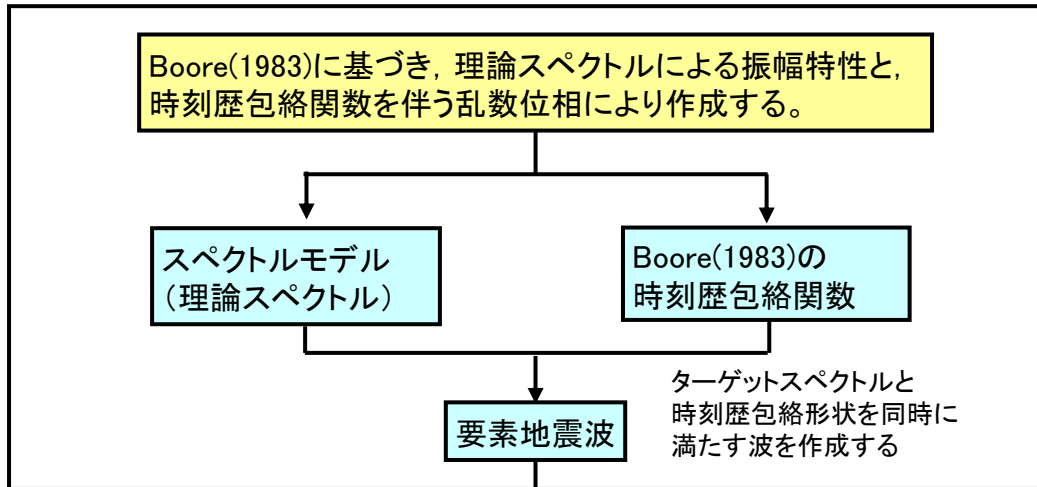 Boore(1983)に基づき，理論スペクトルによる振幅特性と，
時刻歴包絡関数を伴う乱数位相により作成する。
スペクトルモデル
（理論スペクトル）
Boore(1983)の
時刻歴包絡関数
ターゲットスペクトルと
時刻歴包絡形状を同時に
満たす波を作成する
要素地震波